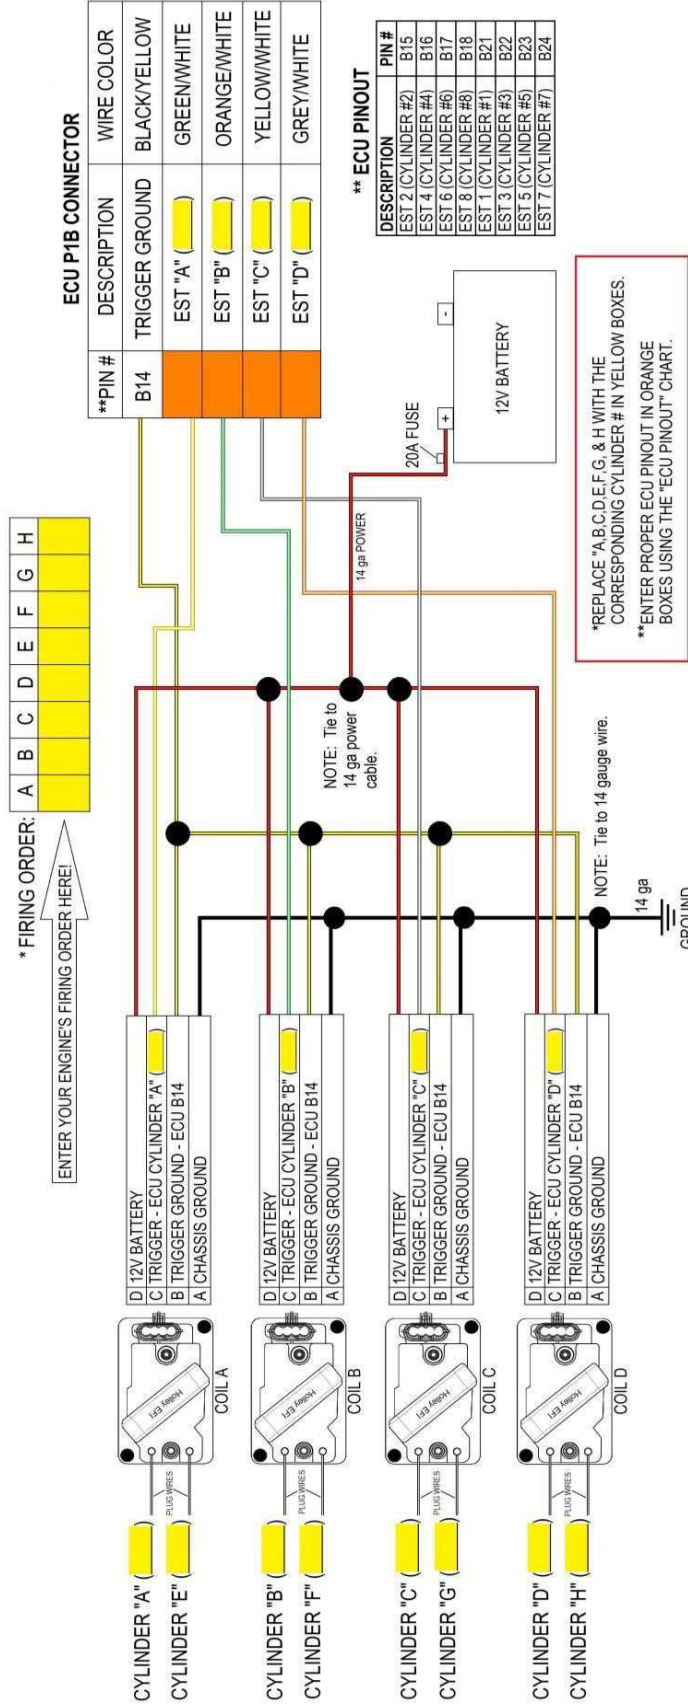 *FIRING ORDER:
A B C D E F G H
ENTER YOUR ENGINE'S FIRING ORDER HERE!
ECU P1B CONNECTOR
**PIN # DESCRIPTION WIRE COLOR
B14 TRIGGER GROUND BLACK/YELLOW
EST "A" ( ) GREEN/WHITE
EST "B" ( ) ORANGE/WHITE
EST "C" ( ) YELLOW/WHITE
EST "D" ( ) GREY/WHITE
CYLINDER "A" ( )
CYLINDER "E" ( )
PLUG WIRES
Holley EFI
COIL A
D 12V BATTERY
C TRIGGER - ECU CYLINDER "A" ( )
B TRIGGER GROUND - ECU B14
A CHASSIS GROUND
CYLINDER "B" ( )
CYLINDER "F" ( )
PLUG WIRES
Holley EFI
COIL B
D 12V BATTERY
C TRIGGER - ECU CYLINDER "B" ( )
B TRIGGER GROUND - ECU B14
A CHASSIS GROUND
CYLINDER "C" ( )
CYLINDER "G" ( )
PLUG WIRES
Holley EFI
COIL C
D 12V BATTERY
C TRIGGER - ECU CYLINDER "C" ( )
B TRIGGER GROUND - ECU B14
A CHASSIS GROUND
CYLINDER "D" ( )
CYLINDER "H" ( )
PLUG WIRES
Holley EFI
COIL D
D 12V BATTERY
C TRIGGER - ECU CYLINDER "D" ( )
B TRIGGER GROUND - ECU B14
A CHASSIS GROUND
NOTE: Tie to
14 ga power
cable.
14 ga POWER
20A FUSE
+ -
12V BATTERY
NOTE: Tie to 14 gauge wire.
14 ga
GROUND
** ECU PINOUT
DESCRIPTION PIN #
EST 2 (CYLINDER #2) B15
EST 4 (CYLINDER #4) B16
EST 6 (CYLINDER #6) B17
EST 8 (CYLINDER #8) B18
EST 1 (CYLINDER #1) B21
EST 3 (CYLINDER #3) B22
EST 5 (CYLINDER #5) B23
EST 7 (CYLINDER #7) B24
*REPLACE "A,B,C,D,E,F,G, & H WITH THE
CORRESPONDING CYLINDER # IN YELLOW BOXES.
**ENTER PROPER ECU PINOUT IN ORANGE
BOXES USING THE "ECU PINOUT" CHART.